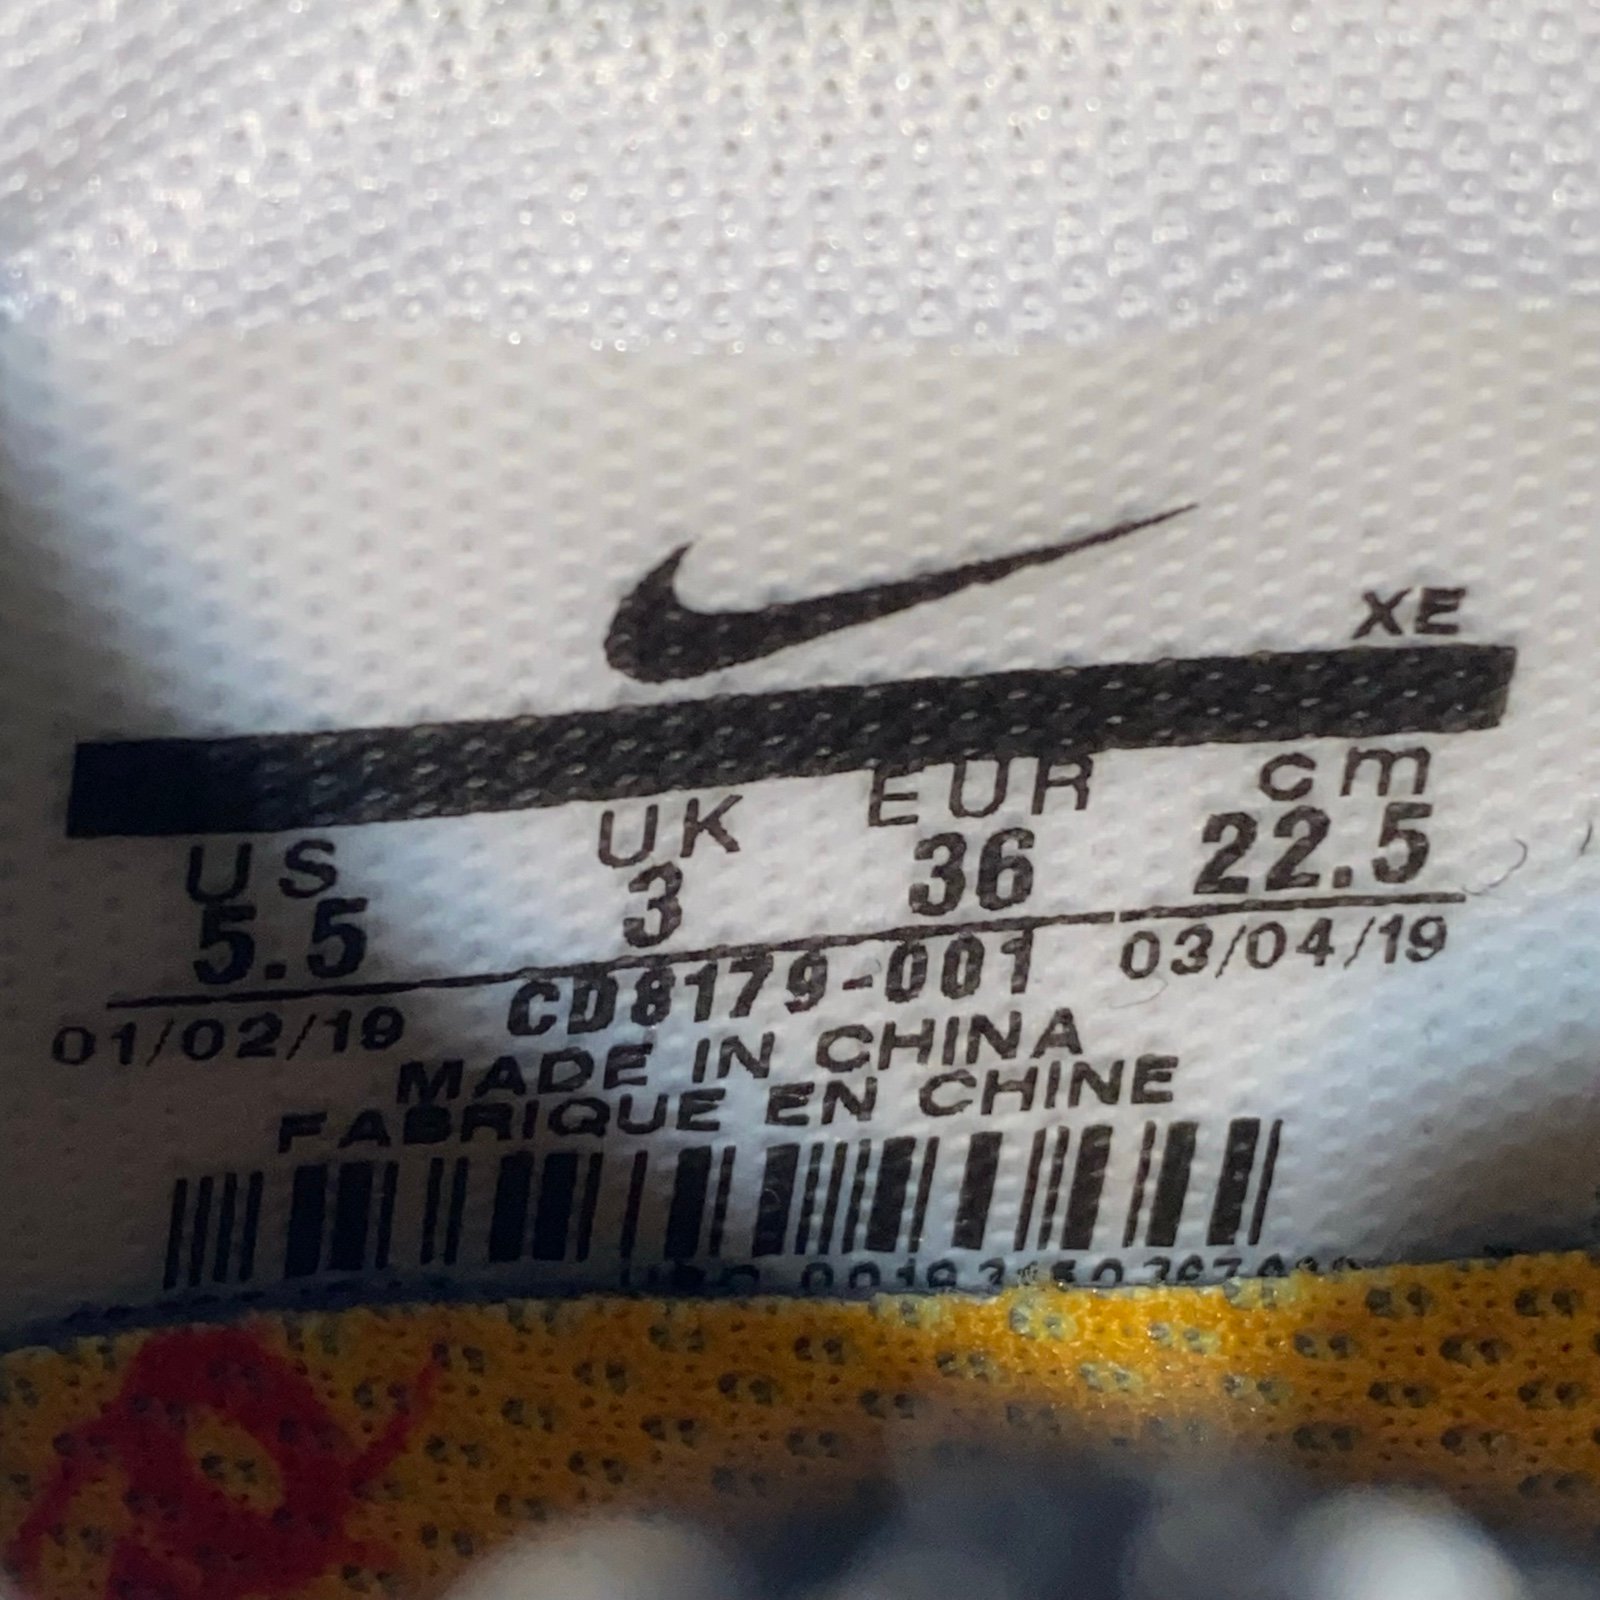 XE
US UK EUR cm
5.5 3 36 22.5
01/02/19 CD8179-001 03/04/19
MADE IN CHINA
FABRIQUE EN CHINE